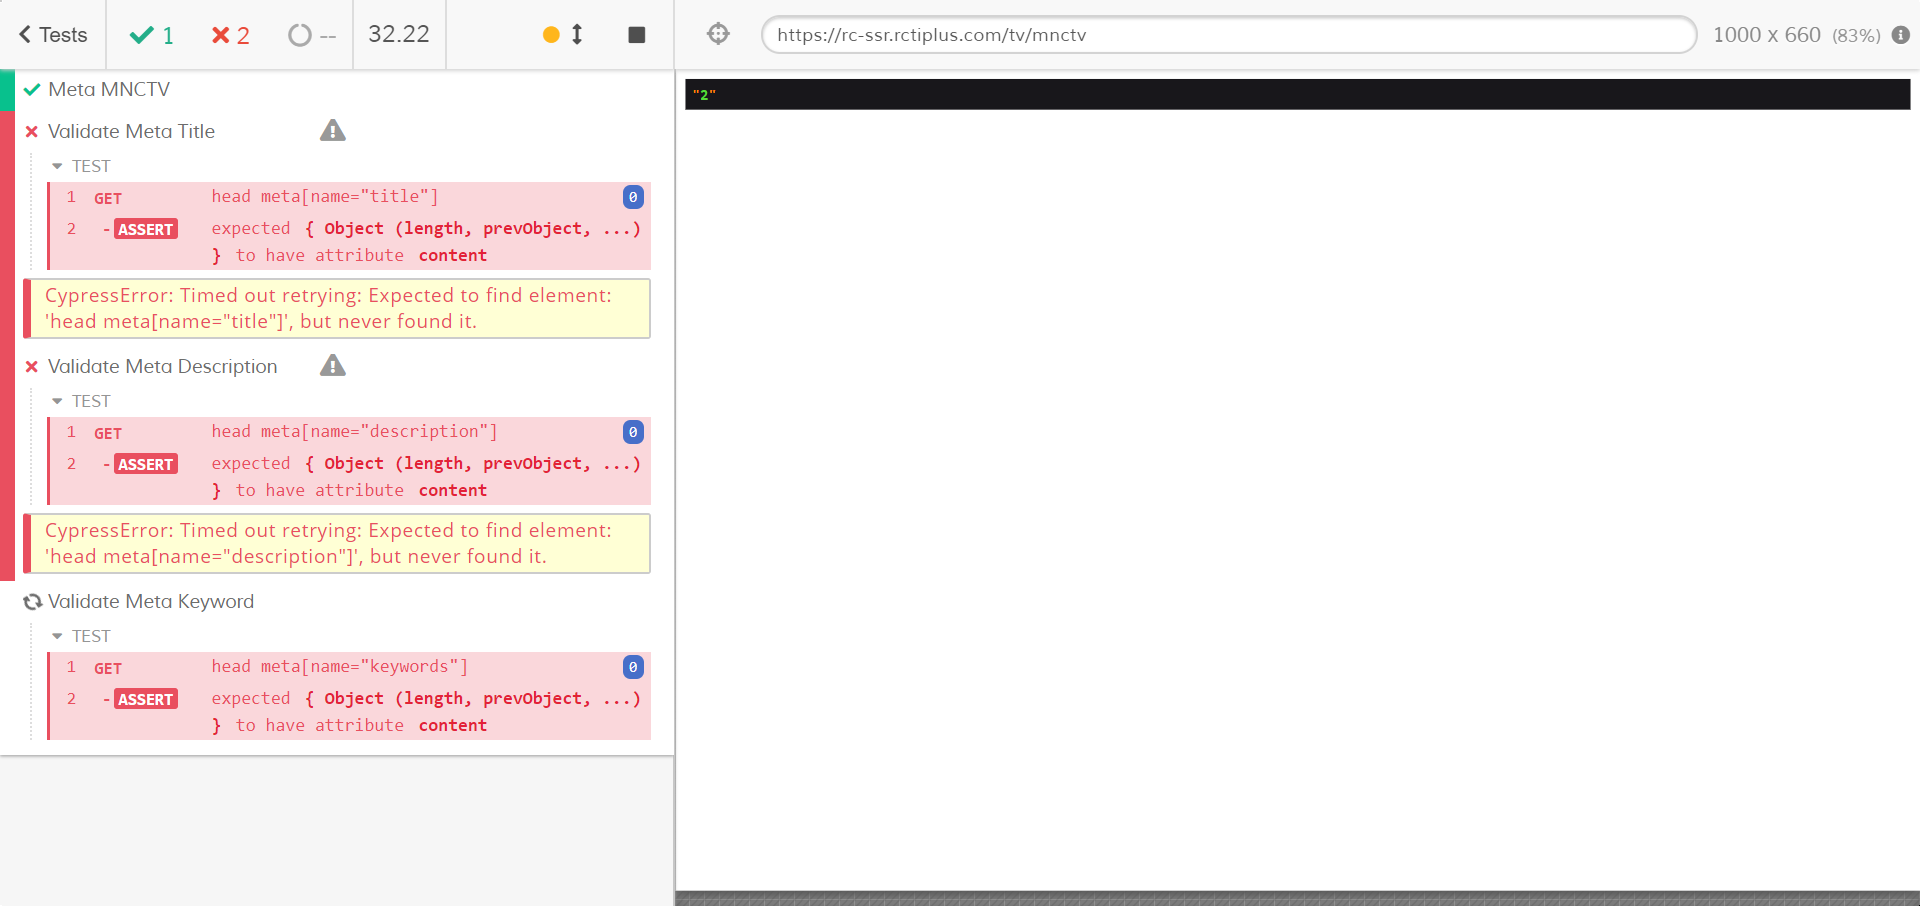 Tests 1 2 -- 32.22 https://rc-ssr.rctiplus.com/tv/mnctv 1000 x 660 (83%)
Meta MNCTV
Validate Meta Title
TEST
1 GET head meta[name="title"] 0
2 -ASSERT expected { Object (length, prevObject, ...)
} to have attribute content
CypressError: Timed out retrying: Expected to find element:
'head meta[name="title"]', but never found it.
Validate Meta Description
TEST
1 GET head meta[name="description"] 0
2 -ASSERT expected { Object (length, prevObject, ...)
} to have attribute content
CypressError: Timed out retrying: Expected to find element:
'head meta[name="description"]', but never found it.
Validate Meta Keyword
TEST
1 GET head meta[name="keywords"] 0
2 -ASSERT expected { Object (length, prevObject, ...)
} to have attribute content
"2"